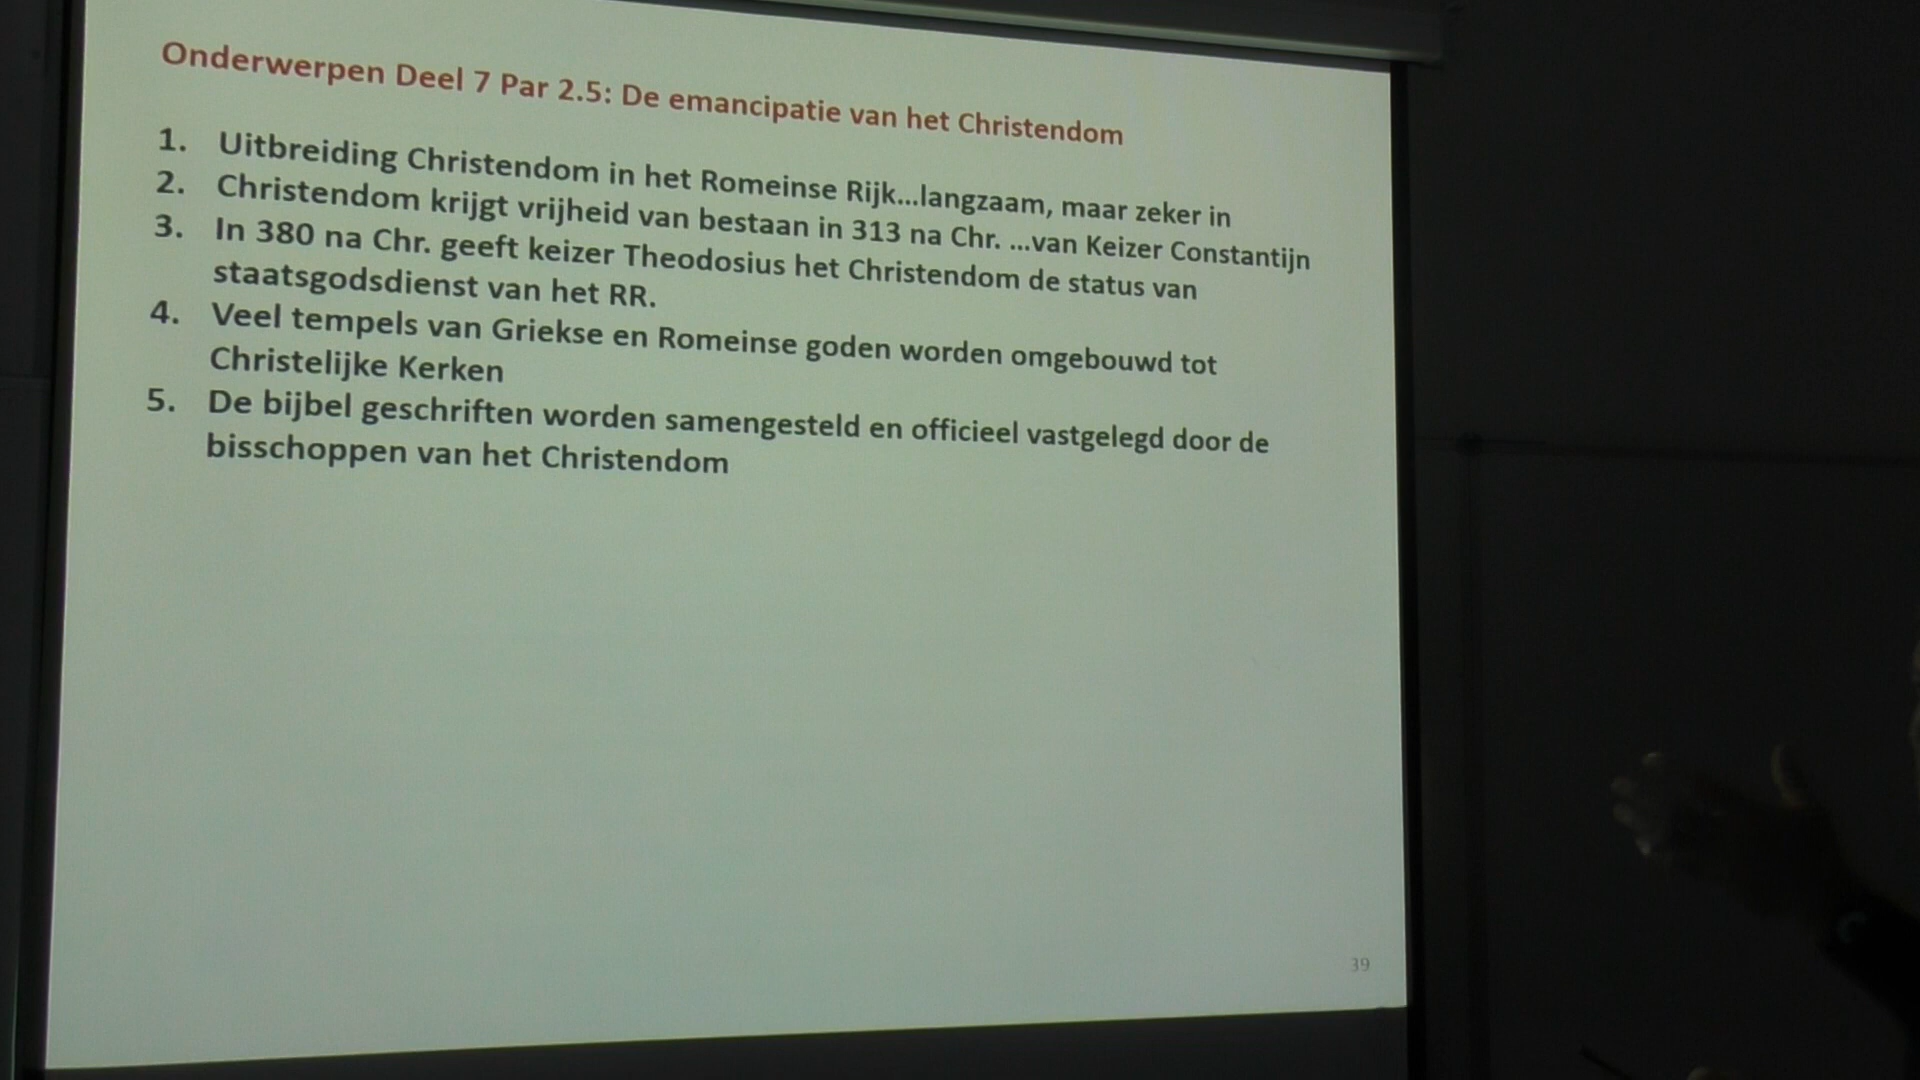 Onderwerpen Deel 7 Par 2.5: De emancipatie van het Christendom
1. Uitbreiding Christendom in het Romeinse Rijk...langzaam, maar zeker in
2. Christendom krijgt vrijheid van bestaan in 313 na Chr. ...van Keizer Constantijn
3. In 380 na Chr. geeft keizer Theodosius het Christendom de status van
staatsgodsdienst van het RR.
4. Veel tempels van Griekse en Romeinse goden worden omgebouwd tot
Christelijke Kerken
5. De bijbel geschriften worden samengesteld en officieel vastgelegd door de
bisschoppen van het Christendom
39